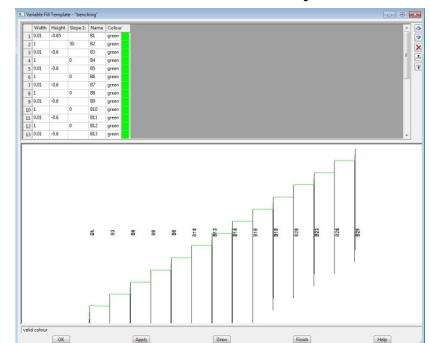 Variable Fill Template - "benching"
Width Height Slope 1: Name Colour
1 0.01 -0.65 B1 green
2 1 30 B2 green
3 0.01 -0.6 B3 green
4 1 0 B4 green
5 0.01 -0.6 B5 green
6 1 0 B6 green
7 0.01 -0.6 B7 green
8 1 0 B8 green
9 0.01 -0.6 B9 green
10 1 0 B10 green
11 0.01 -0.6 B11 green
12 1 0 B12 green
13 0.01 -0.6 B13 green
valid colour
OK Apply Draw Finish Help